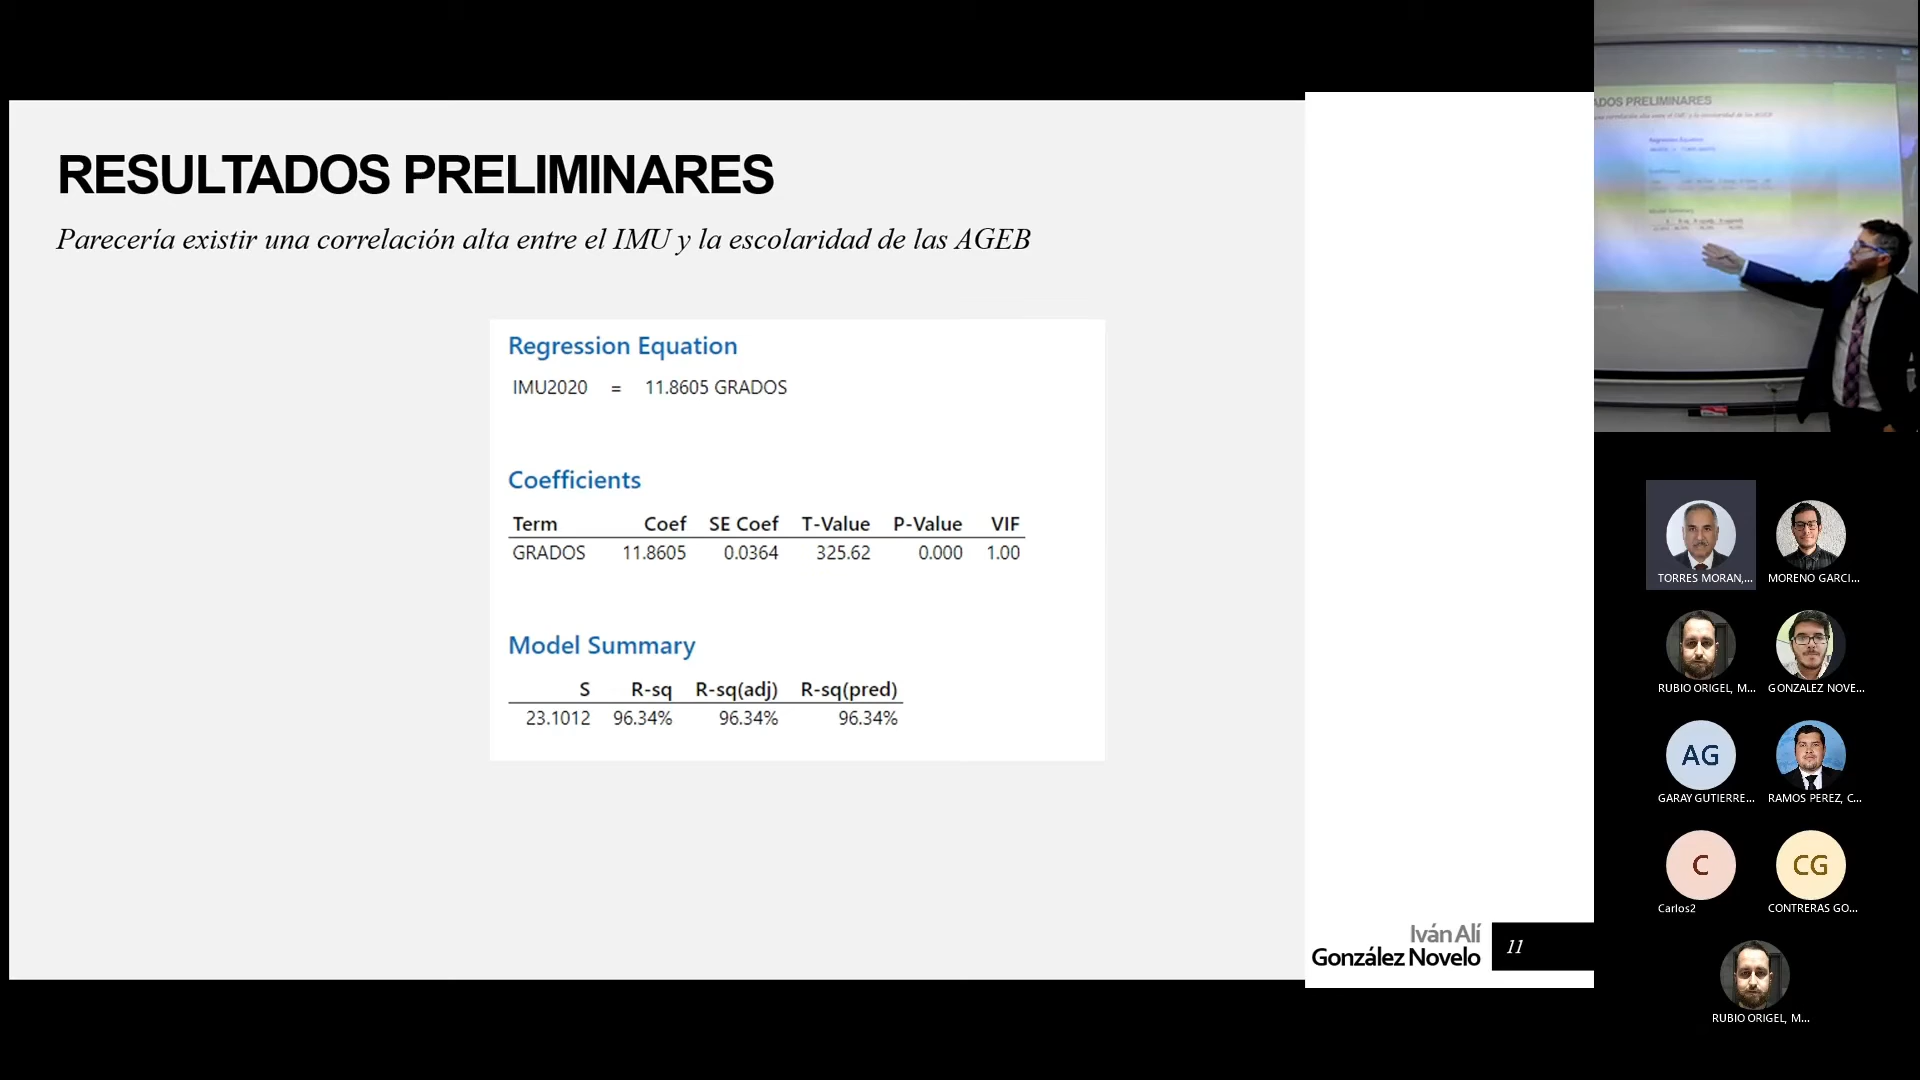 RESULTADOS PRELIMINARES
Parecería existir una correlación alta entre el IMU y la escolaridad de las AGEB
Regression Equation
IMU2020 = 11.8605 GRADOS
Coefficients
Term Coef SE Coef T-Value P-Value VIF
GRADOS 11.8605 0.0364 325.62 0.000 1.00
Model Summary
S R-sq R-sq(adj) R-sq(pred)
23.1012 96.34% 96.34% 96.34%
Iván Alí
González Novelo
11
ADOS PRELIMINARES
TORRES MORAN,... MORENO GARCI...
RUBIO ORIGEL, M... GONZALEZ NOVE...
AG
GARAY GUTIERRE... RAMOS PEREZ, C...
C CG
Carlos2 CONTRERAS GO...
RUBIO ORIGEL, M...